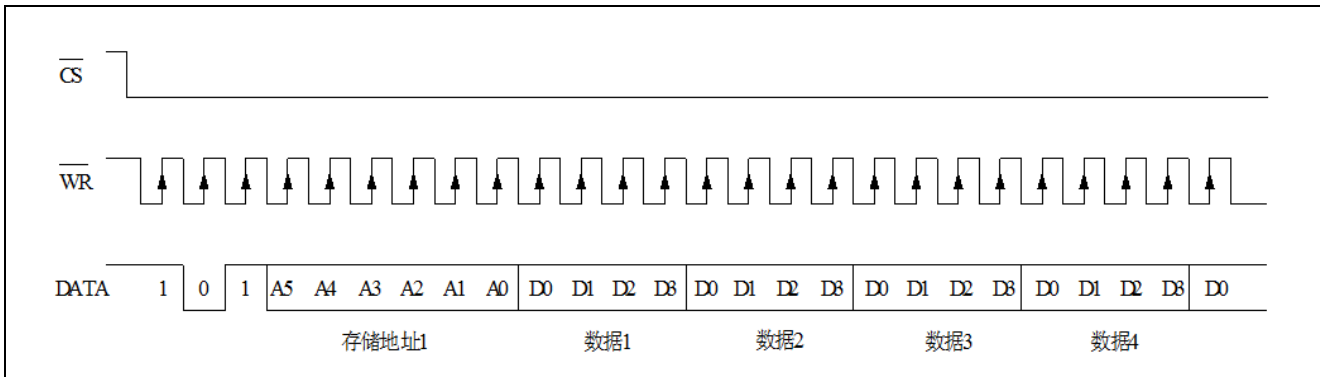 CS
WR
DATA 1 0 1 A5 A4 A3 A2 A1 A0 D0 D1 D2 D3 D0 D1 D2 D3 D0 D1 D2 D3 D0 D1 D2 D3 D0
存储地址1 数据1 数据2 数据3 数据4